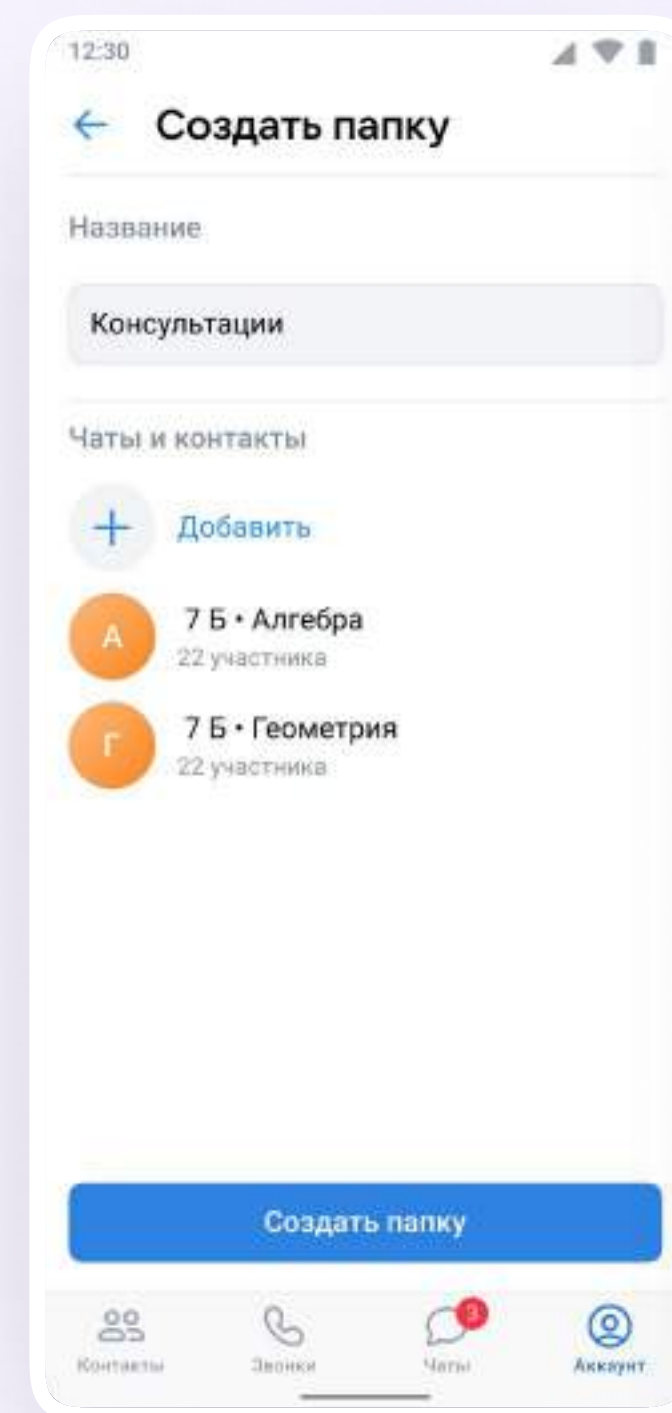 12:30
Создать папку
Название
Консультации
Чаты и контакты
Добавить
А
7 Б • Алгебра
22 участника
Г
7 Б • Геометрия
22 участника
Создать папку
3
Контакты
Звонки
Чаты
Аккаунт